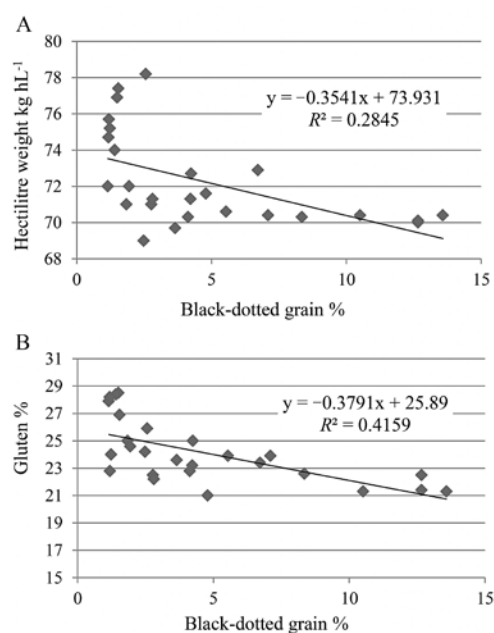 A
80
78
76
74
72
70
68
Hectilitre weight kg hL⁻¹
y = −0.3541x + 73.931
R² = 0.2845
0 5 10 15
Black-dotted grain %
B
31
29
27
25
23
21
19
17
15
Gluten %
y = −0.3791x + 25.89
R² = 0.4159
0 5 10 15
Black-dotted grain %